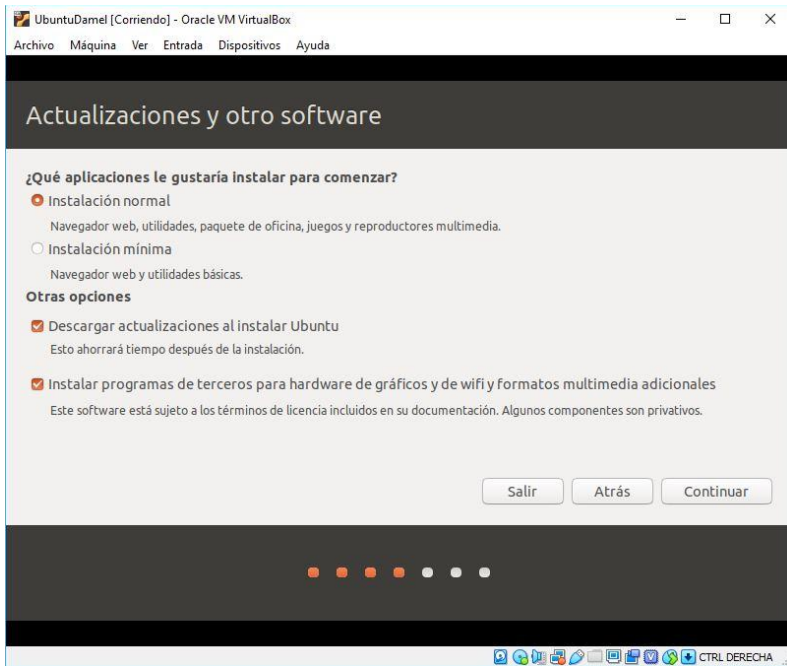 UbuntuDamel [Corriendo] - Oracle VM VirtualBox
Archivo Máquina Ver Entrada Dispositivos Ayuda
Actualizaciones y otro software
¿Qué aplicaciones le gustaría instalar para comenzar?
Instalación normal
Navegador web, utilidades, paquete de oficina, juegos y reproductores multimedia.
Instalación mínima
Navegador web y utilidades básicas.
Otras opciones
Descargar actualizaciones al instalar Ubuntu
Esto ahorrará tiempo después de la instalación.
Instalar programas de terceros para hardware de gráficos y de wifi y formatos multimedia adicionales
Este software está sujeto a los términos de licencia incluidos en su documentación. Algunos componentes son privativos.
Salir Atrás Continuar
CTRL DERECHA